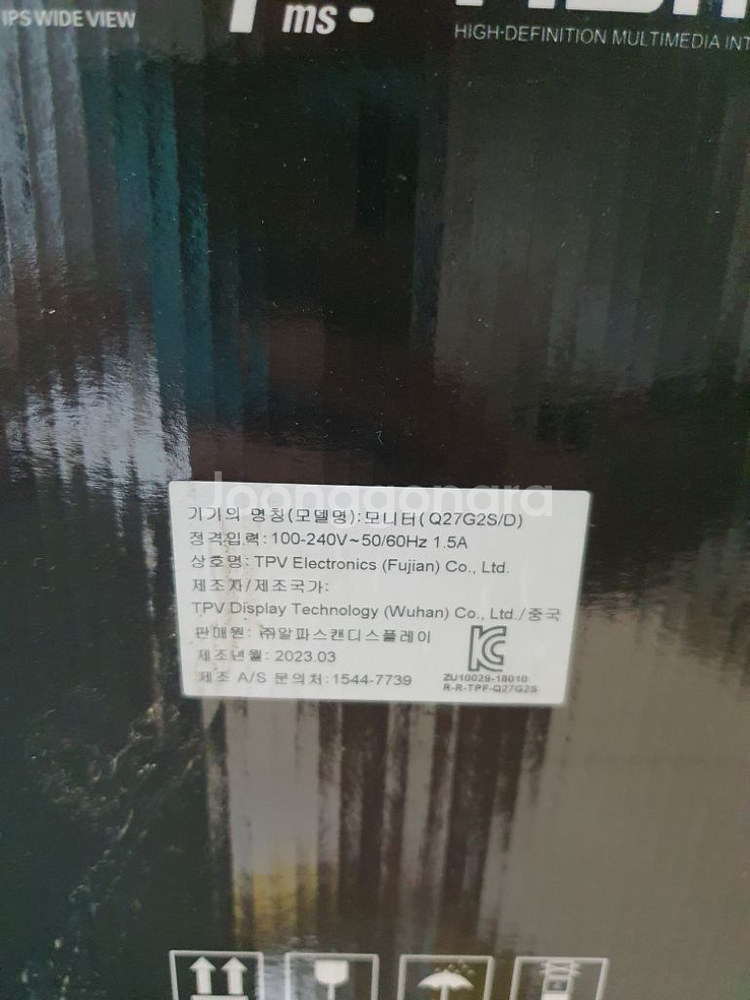 IPS WIDE VIEW
1 ms
HIGH-DEFINITION MULTIMEDIA INT
Joonggonara
기기의 명칭(모델명):모니터( Q27G2S/D)
정격입력: 100-240V~50/60Hz 1.5A
상호명: TPV Electronics (Fujian) Co., Ltd.
제조자/제조국가:
TPV Display Technology (Wuhan) Co., Ltd./중국
판매원: ㈜알파스캔디스플레이
제조년월: 2023.03
제조 A/S 문의처:1544-7739
ZU10029-18010
R-R-TPF-Q27G2S